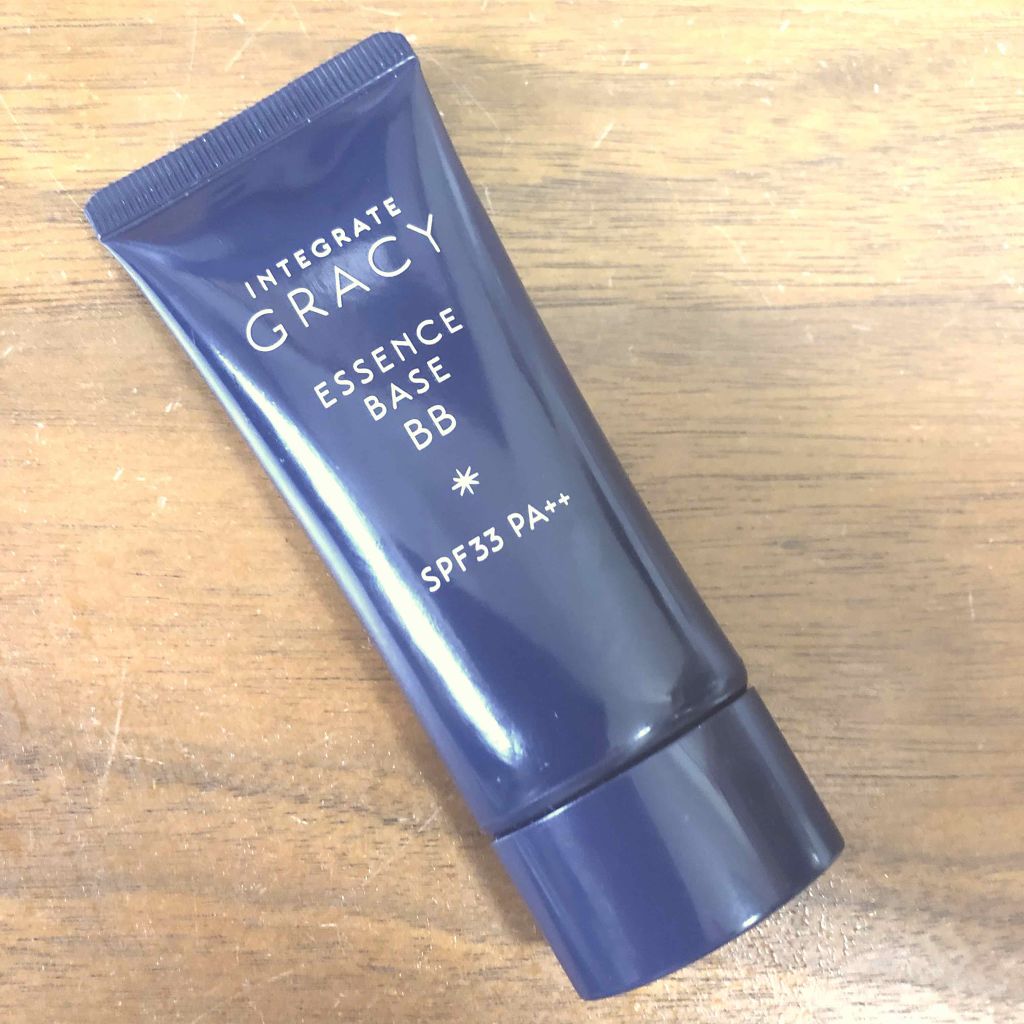 INTEGRATE
GRACY
ESSENCE
BASE
BB
SPF33 PA++